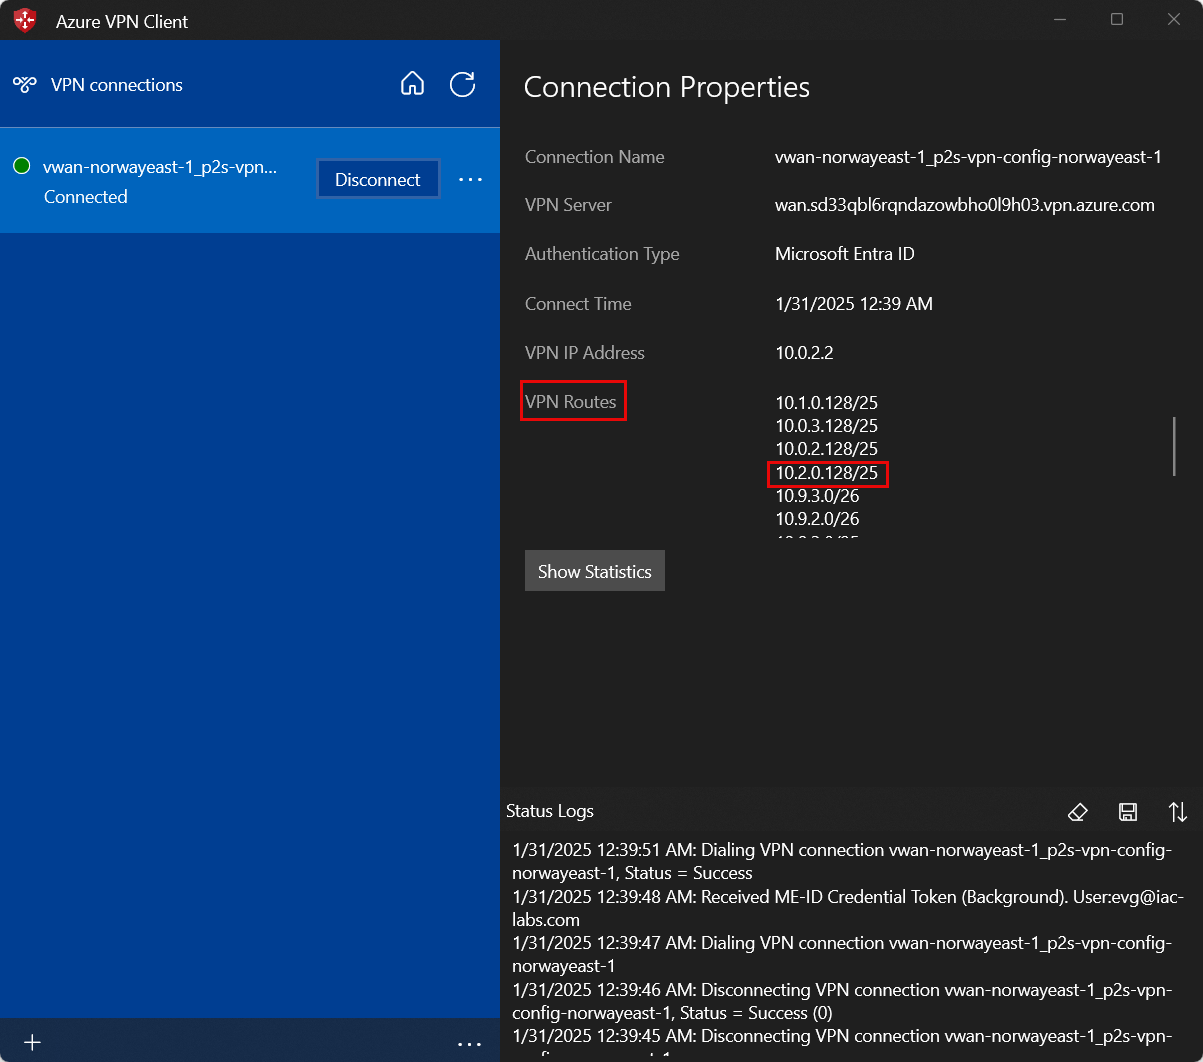 Azure VPN Client
VPN connections
vwan-norwayeast-1_p2s-vpn...
Connected
Disconnect
Connection Properties
Connection Name
vwan-norwayeast-1_p2s-vpn-config-norwayeast-1
VPN Server
wan.sd33qbl6rqndazowbho0l9h03.vpn.azure.com
Authentication Type
Microsoft Entra ID
Connect Time
1/31/2025 12:39 AM
VPN IP Address
10.0.2.2
VPN Routes
10.1.0.128/25
10.0.3.128/25
10.0.2.128/25
10.2.0.128/25
10.9.3.0/26
10.9.2.0/26
Show Statistics
Status Logs
1/31/2025 12:39:51 AM: Dialing VPN connection vwan-norwayeast-1_p2s-vpn-config-
norwayeast-1, Status = Success
1/31/2025 12:39:48 AM: Received ME-ID Credential Token (Background). User:evg@iac-
labs.com
1/31/2025 12:39:47 AM: Dialing VPN connection vwan-norwayeast-1_p2s-vpn-config-
norwayeast-1
1/31/2025 12:39:46 AM: Disconnecting VPN connection vwan-norwayeast-1_p2s-vpn-
config-norwayeast-1, Status = Success (0)
1/31/2025 12:39:45 AM: Disconnecting VPN connection vwan-norwayeast-1_p2s-vpn-